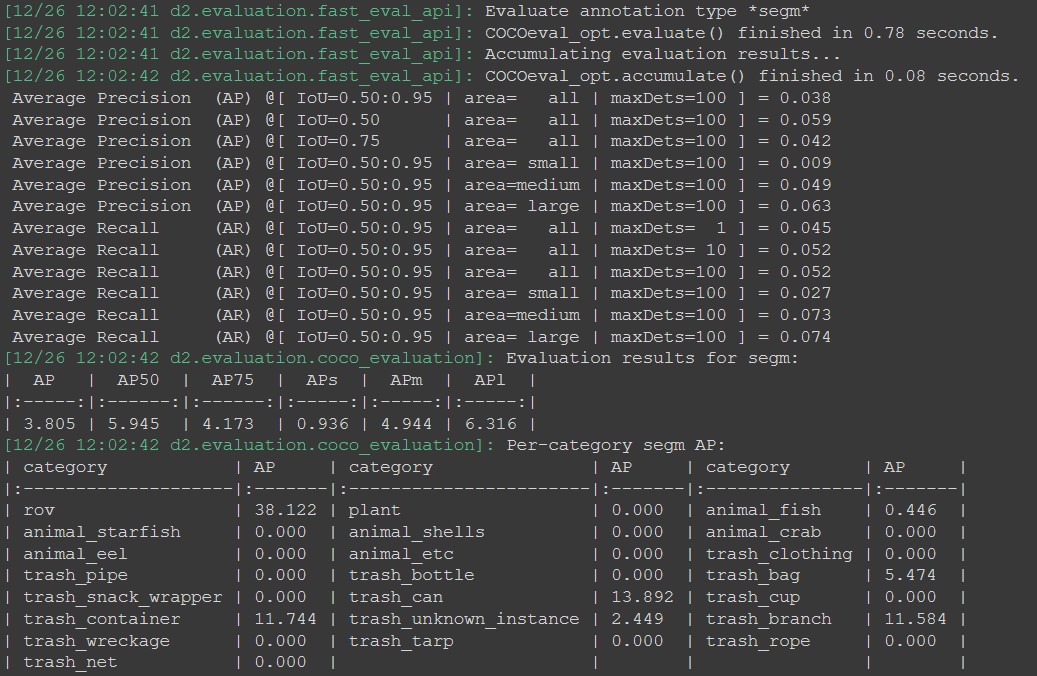 [12/26 12:02:41 d2.evaluation.fast_eval_api]: Evaluate annotation type *segm*
[12/26 12:02:41 d2.evaluation.fast_eval_api]: COCOeval_opt.evaluate() finished in 0.78 seconds.
[12/26 12:02:41 d2.evaluation.fast_eval_api]: Accumulating evaluation results...
[12/26 12:02:42 d2.evaluation.fast_eval_api]: COCOeval_opt.accumulate() finished in 0.08 seconds.
Average Precision  (AP) @[ IoU=0.50:0.95 | area=   all | maxDets=100 ] = 0.038
Average Precision  (AP) @[ IoU=0.50      | area=   all | maxDets=100 ] = 0.059
Average Precision  (AP) @[ IoU=0.75      | area=   all | maxDets=100 ] = 0.042
Average Precision  (AP) @[ IoU=0.50:0.95 | area= small | maxDets=100 ] = 0.009
Average Precision  (AP) @[ IoU=0.50:0.95 | area=medium | maxDets=100 ] = 0.049
Average Precision  (AP) @[ IoU=0.50:0.95 | area= large | maxDets=100 ] = 0.063
Average Recall     (AR) @[ IoU=0.50:0.95 | area=   all | maxDets=  1 ] = 0.045
Average Recall     (AR) @[ IoU=0.50:0.95 | area=   all | maxDets= 10 ] = 0.052
Average Recall     (AR) @[ IoU=0.50:0.95 | area=   all | maxDets=100 ] = 0.052
Average Recall     (AR) @[ IoU=0.50:0.95 | area= small | maxDets=100 ] = 0.027
Average Recall     (AR) @[ IoU=0.50:0.95 | area=medium | maxDets=100 ] = 0.073
Average Recall     (AR) @[ IoU=0.50:0.95 | area= large | maxDets=100 ] = 0.074
[12/26 12:02:42 d2.evaluation.coco_evaluation]: Evaluation results for segm:
|  AP   |  AP50  |  AP75  |  APs  |  APm  |  APl  |
|:-----:|:------:|:------:|:-----:|:-----:|:-----:|
| 3.805 | 5.945 | 4.173 | 0.936 | 4.944 | 6.316 |
[12/26 12:02:42 d2.evaluation.coco_evaluation]: Per-category segm AP:
| category            | AP     | category               | AP     | category       | AP     |
|:--------------------|:-------|:-----------------------|:-------|:---------------|:-------|
| rov                 | 38.122 | plant                  | 0.000  | animal_fish    | 0.446  |
| animal_starfish     | 0.000  | animal_shells          | 0.000  | animal_crab    | 0.000  |
| animal_eel          | 0.000  | animal_etc             | 0.000  | trash_clothing | 0.000  |
| trash_pipe          | 0.000  | trash_bottle           | 0.000  | trash_bag      | 5.474  |
| trash_snack_wrapper | 0.000  | trash_can              | 13.892 | trash_cup      | 0.000  |
| trash_container     | 11.744 | trash_unknown_instance | 2.449  | trash_branch   | 11.584 |
| trash_wreckage      | 0.000  | trash_tarp             | 0.000  | trash_rope     | 0.000  |
| trash_net           | 0.000  |                        |        |                |        |